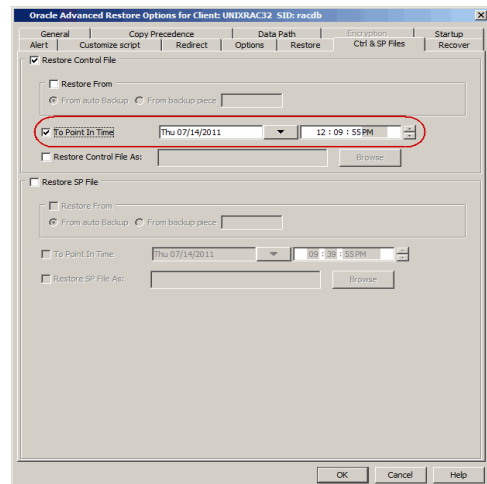 Oracle Advanced Restore Options for Client: UNIXRAC32 SID: racdb
General Copy Precedence Data Path Encryption Startup
Alert Customize script Redirect Options Restore Ctrl & SP Files Recover
Restore Control File
Restore From
From auto Backup From backup piece
To Point In Time Thu 07/14/2011 12 : 09 : 55 PM
Restore Control File As: Browse
Restore SP File
Restore From
From auto Backup From backup piece
To Point In Time Thu 07/14/2011 09 : 39 : 55 PM
Restore SP File As: Browse
OK Cancel Help